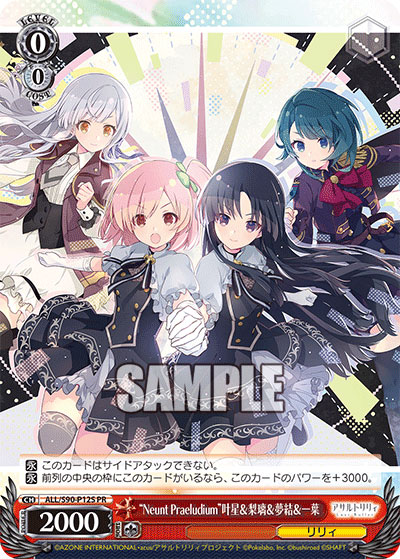 LEVEL
0
0
COST
SAMPLE
永 このカードはサイドアタックできない。
永 前列の中央の枠にこのカードがいるなら、このカードのパワーを+3000。
CH ALL/S90-P12S PR
2000
"Neunt Praeludium"叶星&梨璃&夢結&一葉
アサルトリリィ
リリィ
©AZONE INTERNATIONAL・acus/アサルトリリィプロジェクト ©Pokelabo, Inc. ©bushiroad ©SHAFT